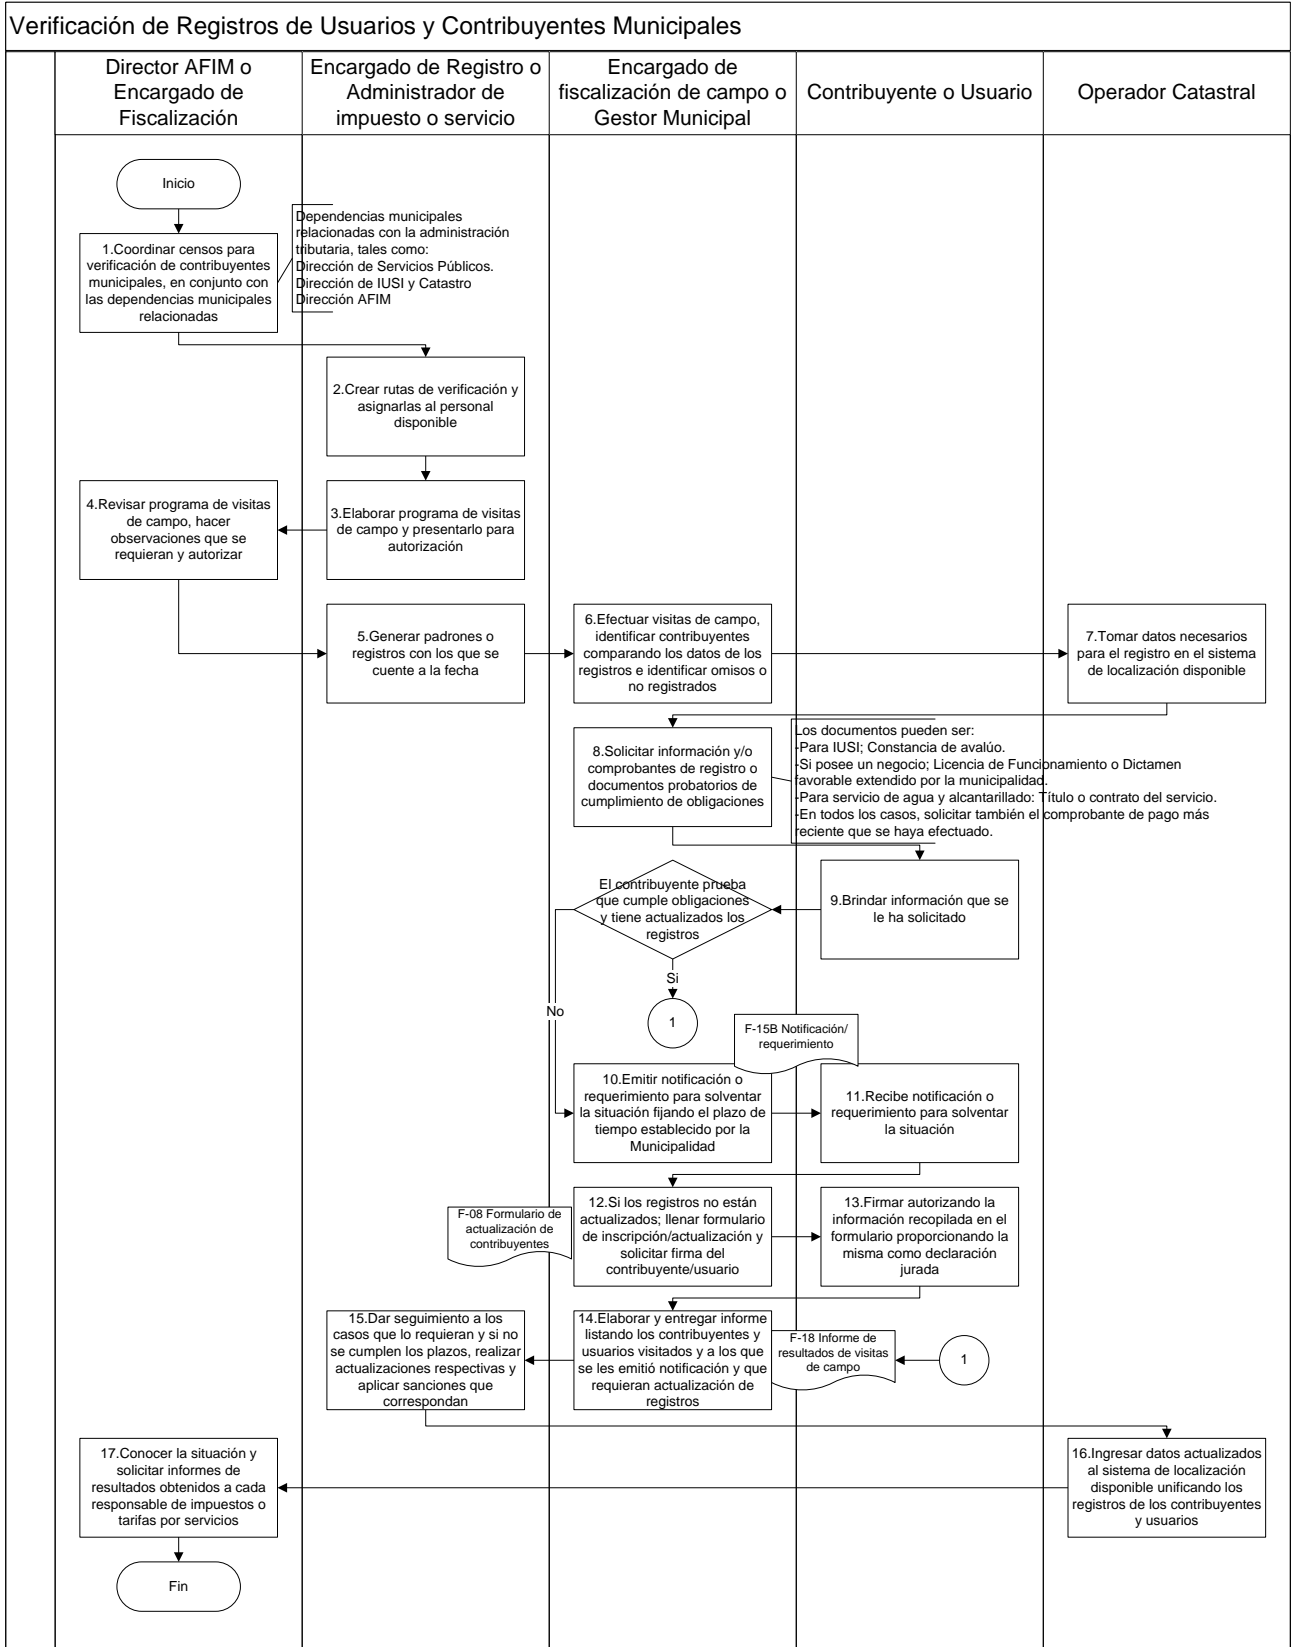 Verificación de Registros de Usuarios y Contribuyentes Municipales
Director AFIM o
Encargado de
Fiscalización
Encargado de Registro o
Administrador de
impuesto o servicio
Encargado de
fiscalización de campo o
Gestor Municipal
Contribuyente o Usuario
Operador Catastral
Inicio
1.Coordinar censos para
verificación de contribuyentes
municipales, en conjunto con
las dependencias municipales
relacionadas
Dependencias municipales
relacionadas con la administración
tributaria, tales como:
Dirección de Servicios Públicos.
Dirección de IUSI y Catastro
Dirección AFIM
2.Crear rutas de verificación y
asignarlas al personal
disponible
4.Revisar programa de visitas
de campo, hacer
observaciones que se
requieran y autorizar
3.Elaborar programa de visitas
de campo y presentarlo para
autorización
5.Generar padrones o
registros con los que se
cuente a la fecha
6.Efectuar visitas de campo,
identificar contribuyentes
comparando los datos de los
registros e identificar omisos o
no registrados
7.Tomar datos necesarios
para el registro en el sistema
de localización disponible
8.Solicitar información y/o
comprobantes de registro o
documentos probatorios de
cumplimiento de obligaciones
Los documentos pueden ser:
-Para IUSI; Constancia de avalúo.
-Si posee un negocio; Licencia de Funcionamiento o Dictamen
favorable extendido por la municipalidad.
-Para servicio de agua y alcantarillado: Título o contrato del servicio.
-En todos los casos, solicitar también el comprobante de pago más
reciente que se haya efectuado.
El contribuyente prueba
que cumple obligaciones
y tiene actualizados los
registros
9.Brindar información que se
le ha solicitado
Si
No
1
F-15B Notificación/
requerimiento
10.Emitir notificación o
requerimiento para solventar
la situación fijando el plazo de
tiempo establecido por la
Municipalidad
11.Recibe notificación o
requerimiento para solventar
la situación
F-08 Formulario de
actualización de
contribuyentes
12.Si los registros no están
actualizados; llenar formulario
de inscripción/actualización y
solicitar firma del
contribuyente/usuario
13.Firmar autorizando la
información recopilada en el
formulario proporcionando la
misma como declaración
jurada
15.Dar seguimiento a los
casos que lo requieran y si no
se cumplen los plazos, realizar
actualizaciones respectivas y
aplicar sanciones que
correspondan
14.Elaborar y entregar informe
listando los contribuyentes y
usuarios visitados y a los que
se les emitió notificación y que
requieran actualización de
registros
F-18 Informe de
resultados de visitas
de campo
1
17.Conocer la situación y
solicitar informes de
resultados obtenidos a cada
responsable de impuestos o
tarifas por servicios
16.Ingresar datos actualizados
al sistema de localización
disponible unificando los
registros de los contribuyentes
y usuarios
Fin